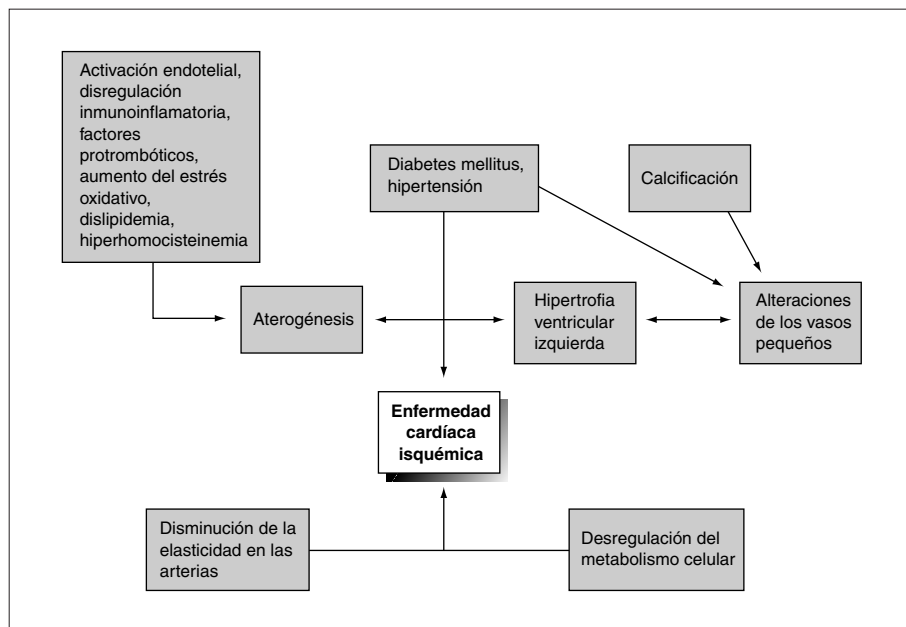 Activación endotelial,
disregulación
inmunoinflamatoria,
factores
protrombóticos,
aumento del estrés
oxidativo,
dislipidemia,
hiperhomocisteinemia
Diabetes mellitus,
hipertensión
Calcificación
Aterogénesis
Hipertrofia
ventricular
izquierda
Alteraciones
de los vasos
pequeños
Enfermedad
cardíaca
isquémica
Disminución de la
elasticidad en las
arterias
Desregulación del
metabolismo celular